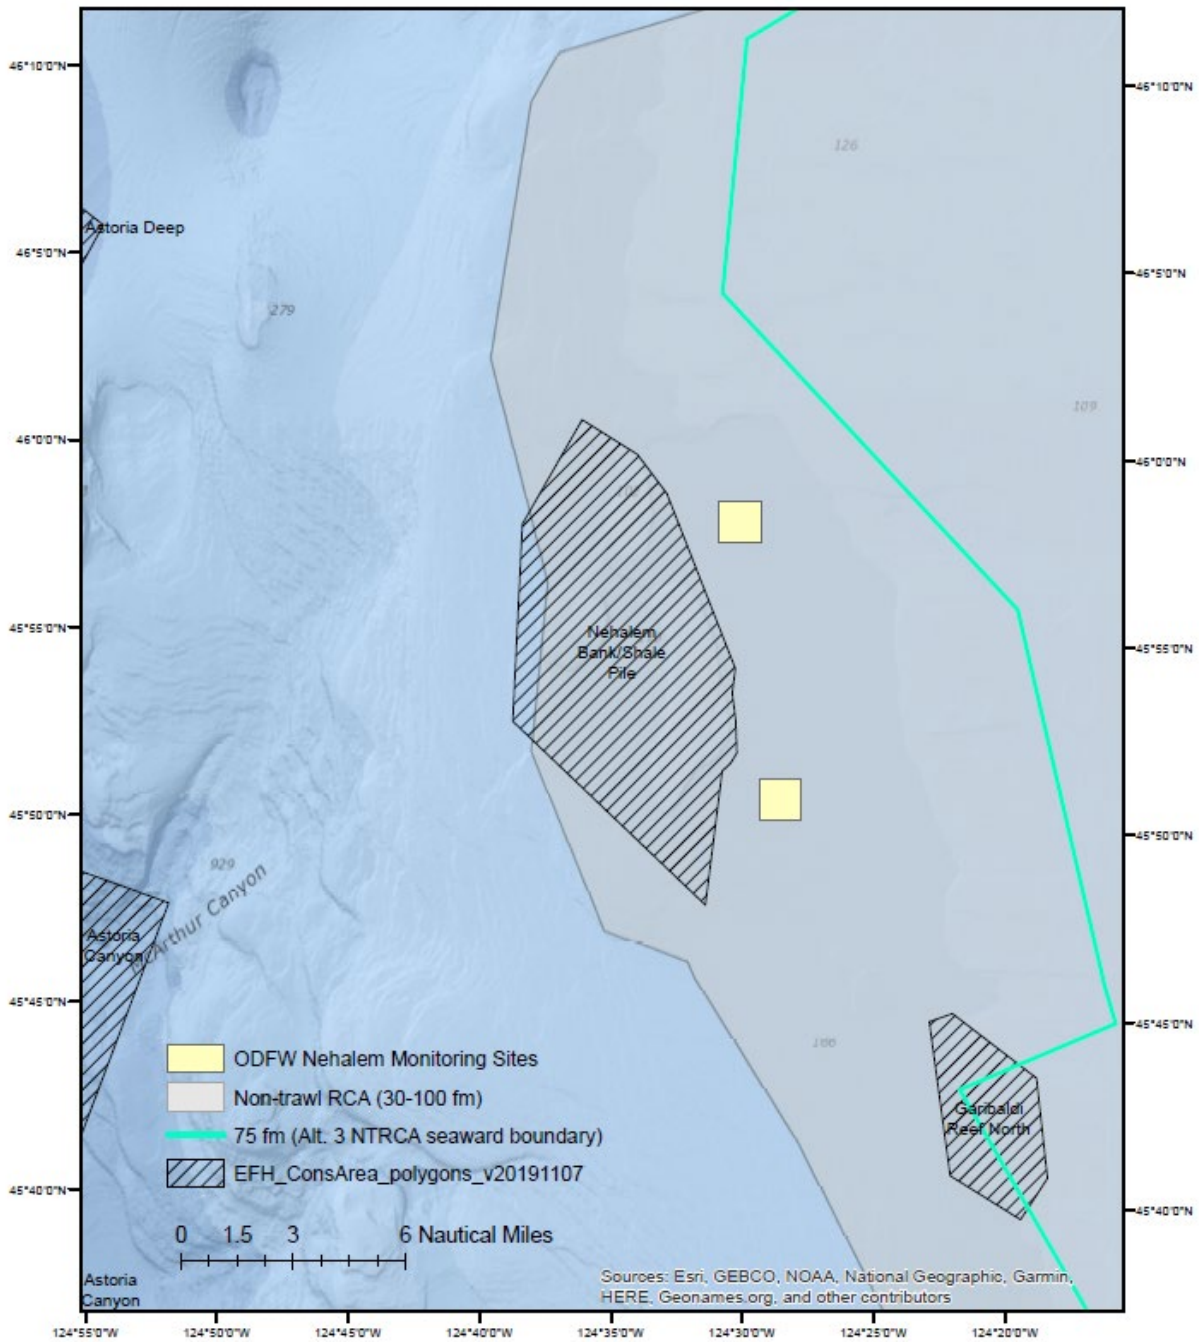 46°10'0"N
46°10'0"N
126
Astoria Deep
46°5'0"N
46°5'0"N
279
109
46°0'0"N
46°0'0"N
45°55'0"N
Nehalem
Bank/Shale
Pile
45°55'0"N
45°50'0"N
45°50'0"N
929
Arthur Canyon
Astoria
Canyon
45°45'0"N
45°45'0"N
166
ODFW Nehalem Monitoring Sites
Non-trawl RCA (30-100 fm)
75 fm (Alt. 3 NTRCA seaward boundary)
Garibaldi
Reef North
EFH_ConsArea_polygons_v20191107
45°40'0"N
45°40'0"N
0 1.5 3 6 Nautical Miles
Astoria
Canyon
Sources: Esri, GEBCO, NOAA, National Geographic, Garmin,
HERE, Geonames.org, and other contributors
124°55'0"W 124°50'0"W 124°45'0"W 124°40'0"W 124°35'0"W 124°30'0"W 124°25'0"W 124°20'0"W